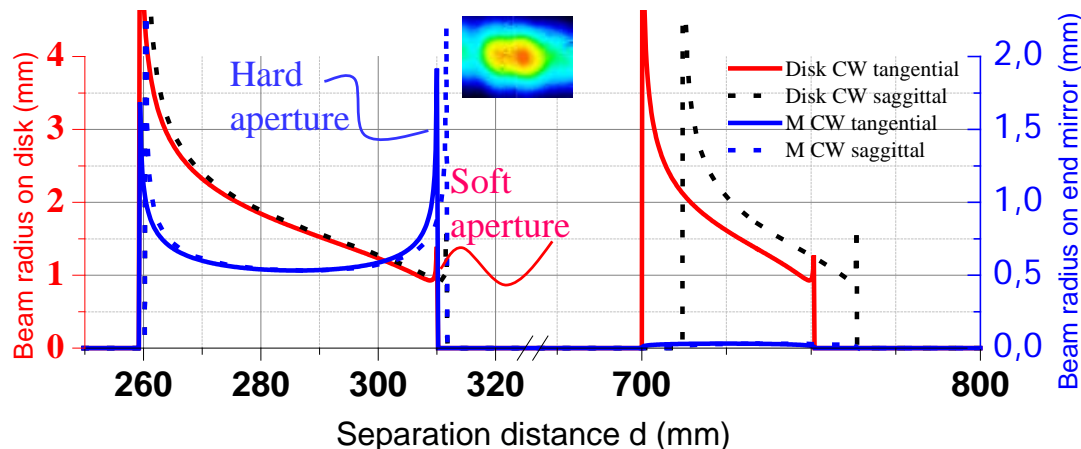 Beam radius on disk (mm)
4
3
2
1
0
Hard
aperture
Soft
aperture
Disk CW tangential
Disk CW saggittal
M CW tangential
M CW saggittal
2,0
1,5
1,0
0,5
0,0
Beam radius on end mirror (mm)
260 280 300 320 700 800
Separation distance d (mm)